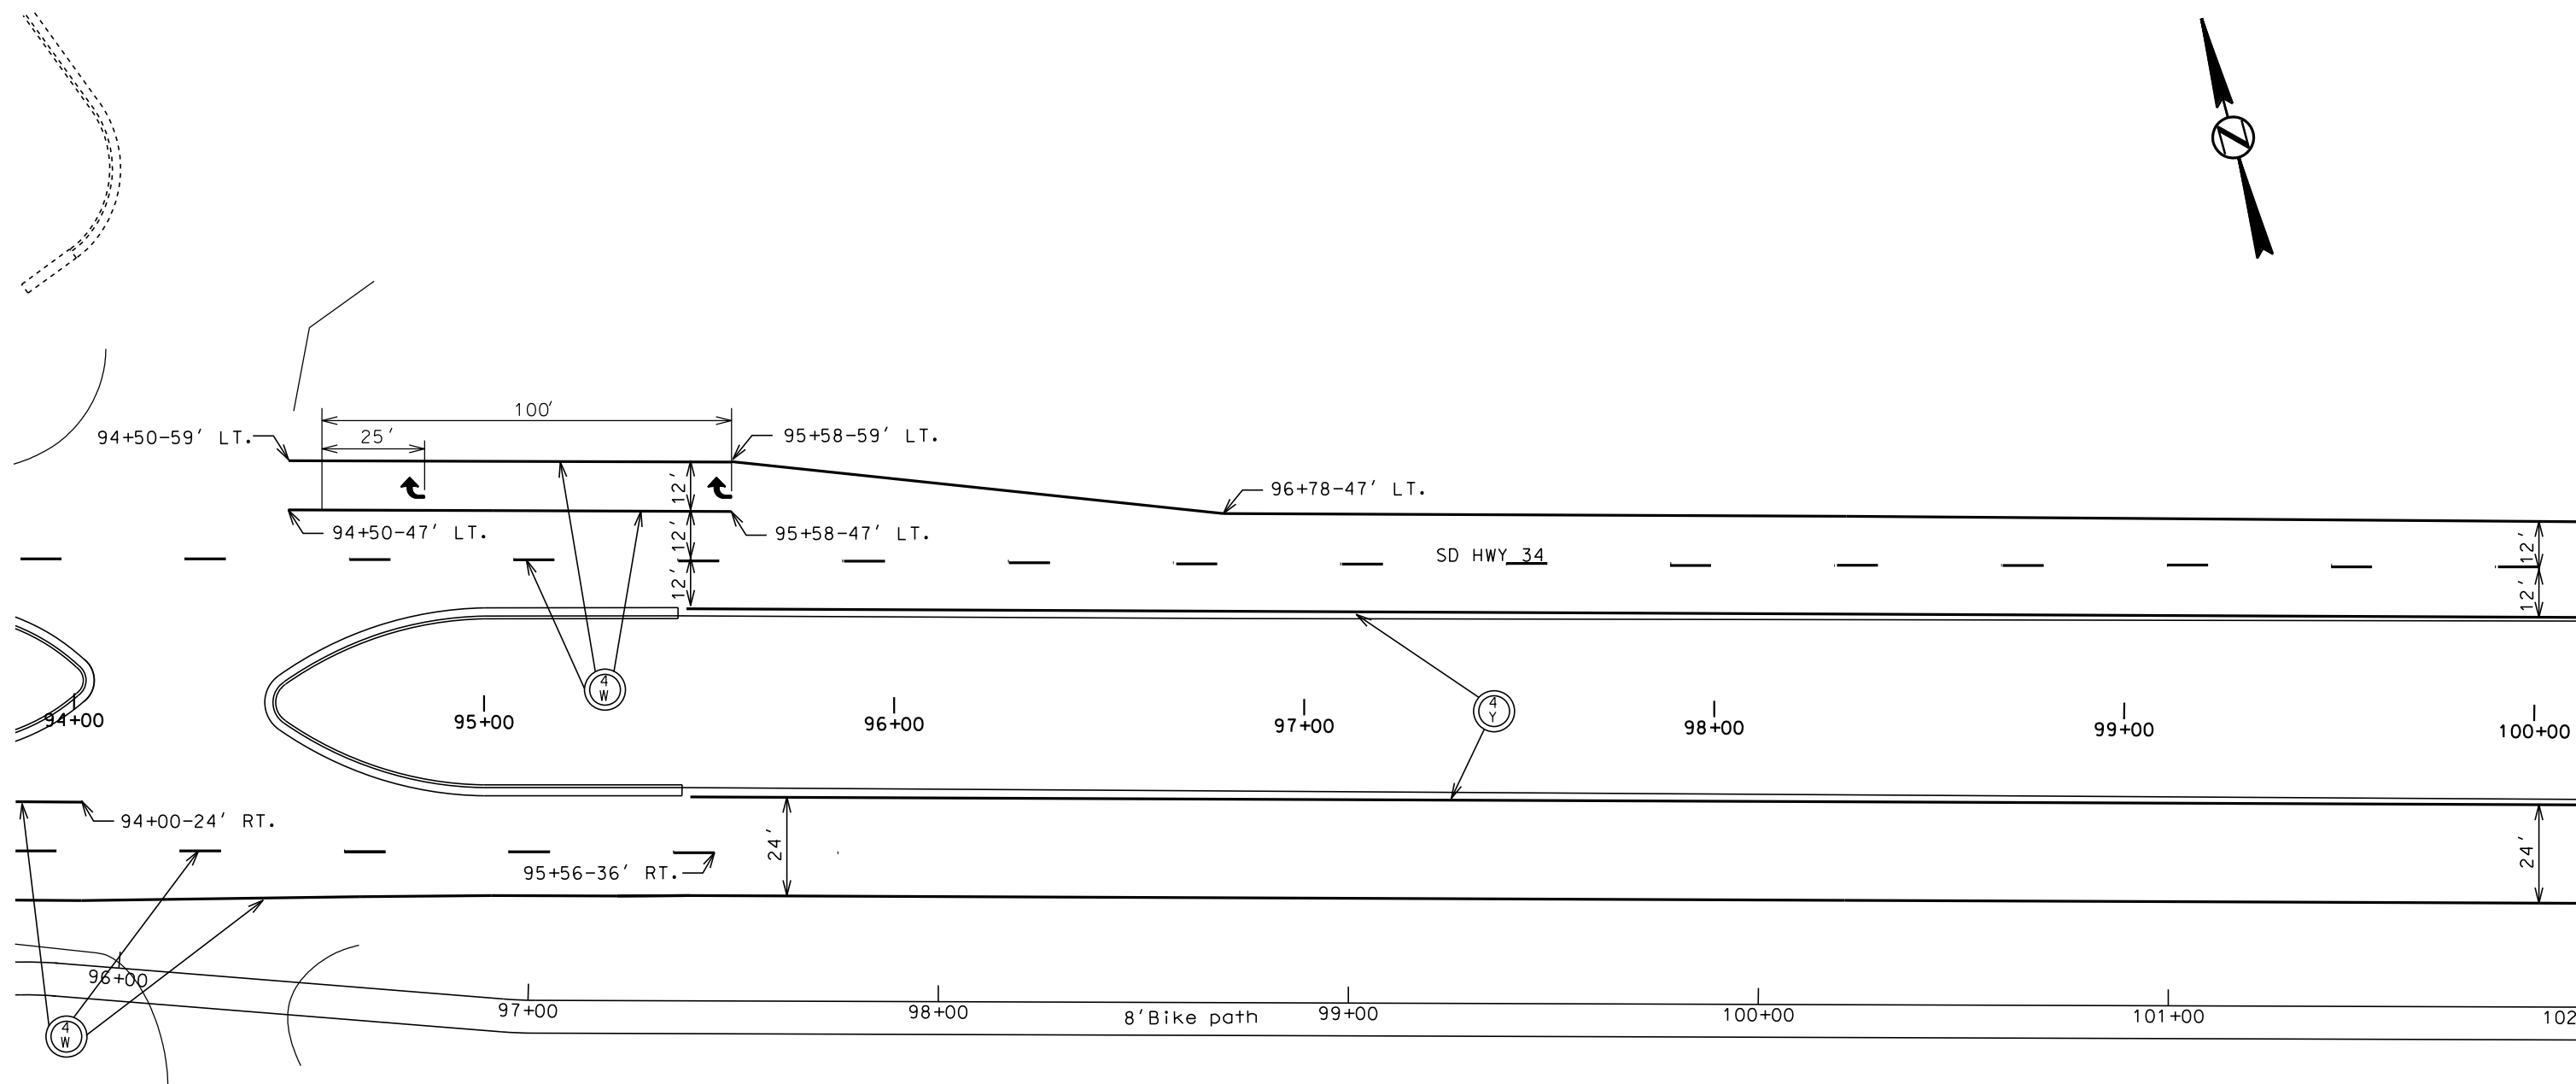 N
100′
25′
94+50-59′ LT.
95+58-59′ LT.
12′
96+78-47′ LT.
94+50-47′ LT.
12′
95+58-47′ LT.
SD HWY 34
12′
12′
12′
4
W
4
Y
94+00
95+00
96+00
97+00
98+00
99+00
100+00
94+00-24′ RT.
24′
24′
95+56-36′ RT.
96+00
97+00
98+00
8′Bike path
99+00
100+00
101+00
102
4
W